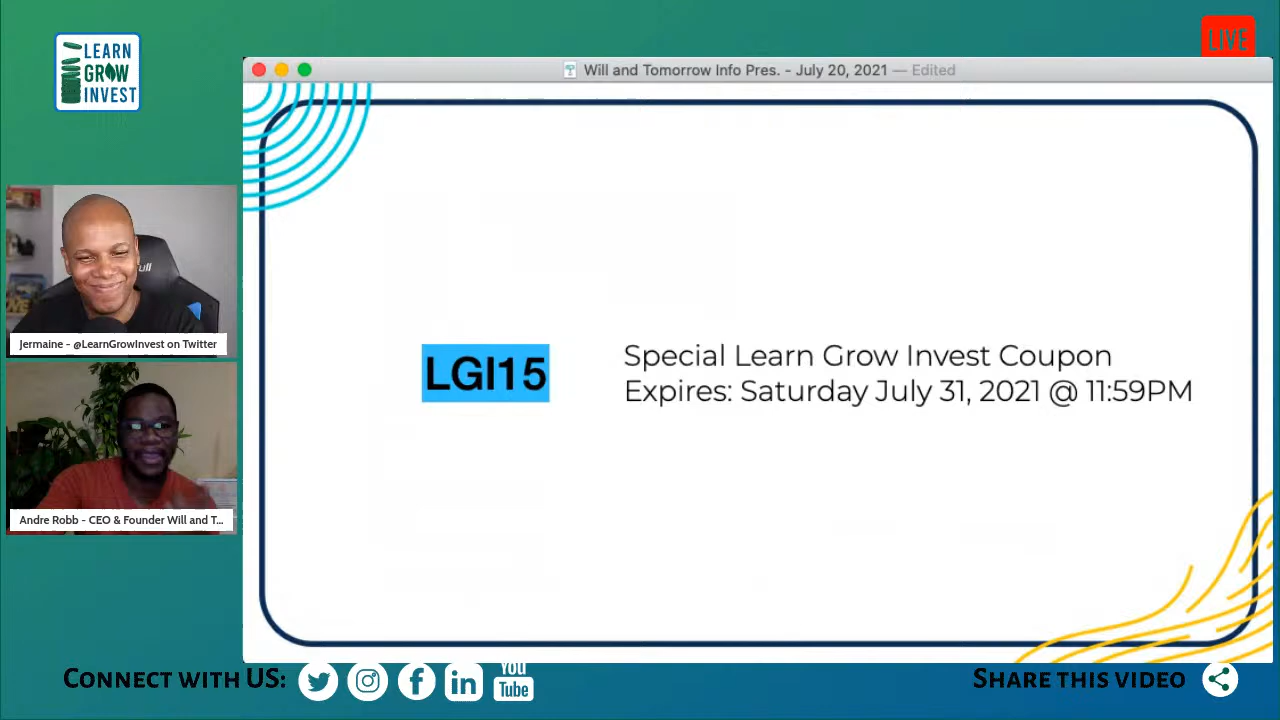 LEARN
GROW
INVEST
LIVE
Will and Tomorrow Info Pres. - July 20, 2021 — Edited
Jermaine - @LearnGrowInvest on Twitter
Andre Robb - CEO & Founder Will and T...
LGI15
Special Learn Grow Invest Coupon
Expires: Saturday July 31, 2021 @ 11:59PM
CONNECT WITH US:
You
Tube
SHARE THIS VIDEO